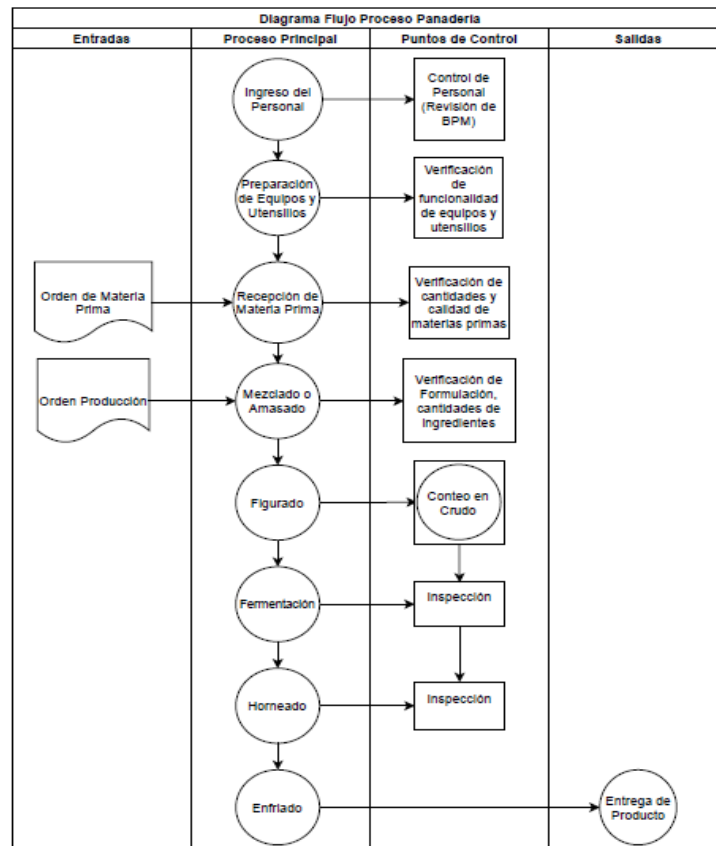 Diagrama Flujo Proceso Panadería
Entradas
Proceso Principal
Puntos de Control
Salidas
Ingreso del
Personal
Control de
Personal
(Revisión de
BPM)
Preparación
de Equipos y
Utensilios
Verificación
de
funcionalidad
de equipos y
utensilios
Orden de Materia
Prima
Recepción de
Materia Prima
Verificación de
cantidades y
calidad de
materias primas
Orden Producción
Mezclado o
Amasado
Verificación de
Formulación,
cantidades de
Ingredientes
Figurado
Conteo en
Crudo
Fermentación
Inspección
Horneado
Inspección
Enfriado
Entrega de
Producto